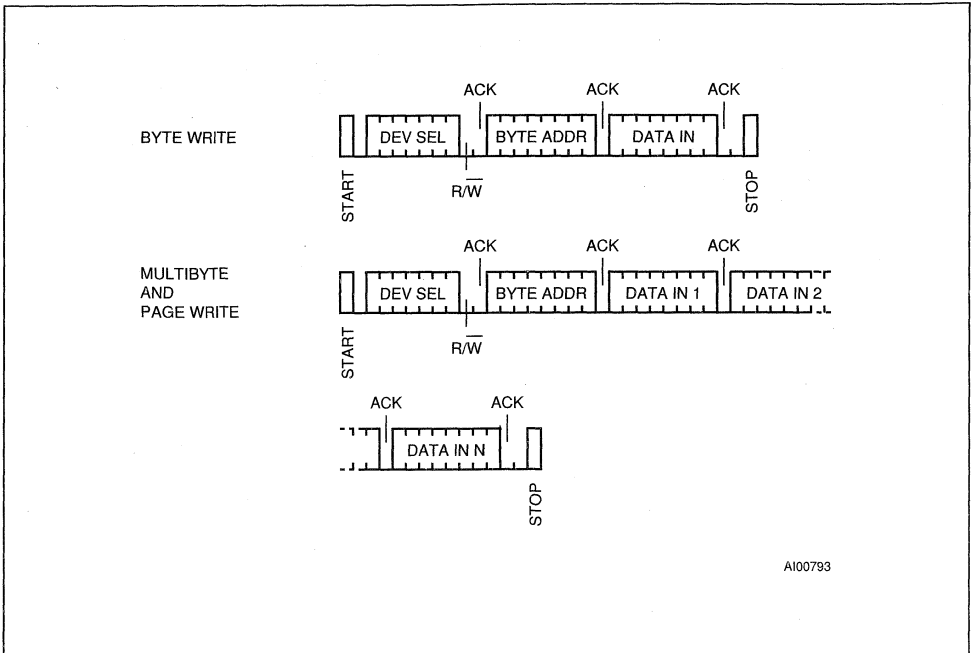 ACK ACK ACK
BYTE WRITE DEV SEL BYTE ADDR DATA IN
R/W̅
START
STOP
ACK ACK ACK
MULTIBYTE
AND
PAGE WRITE
DEV SEL BYTE ADDR DATA IN 1 DATA IN 2
R/W̅
START
ACK ACK
DATA IN N
STOP
AI00793